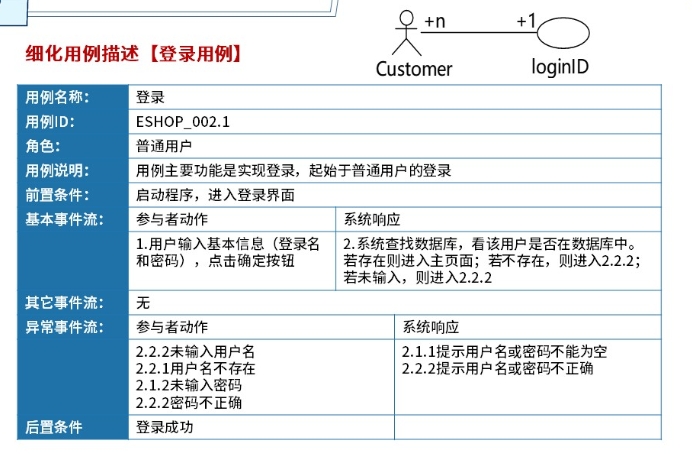 +n
+1
细化用例描述【登录用例】
Customer
loginID
用例名称：
登录
用例ID：
ESHOP_002.1
角色：
普通用户
用例说明：
用例主要功能是实现登录，起始于普通用户的登录
前置条件：
启动程序，进入登录界面
基本事件流：
参与者动作
系统响应
1.用户输入基本信息（登录名
和密码），点击确定按钮
2.系统查找数据库，看该用户是否在数据库中。
若存在则进入主页面；若不存在，则进入2.2.2；
若未输入，则进入2.2.2
其它事件流：
无
异常事件流：
参与者动作
系统响应
2.2.2未输入用户名
2.2.1用户名不存在
2.1.2未输入密码
2.2.2密码不正确
2.1.1提示用户名或密码不能为空
2.2.2提示用户名或密码不正确
后置条件
登录成功